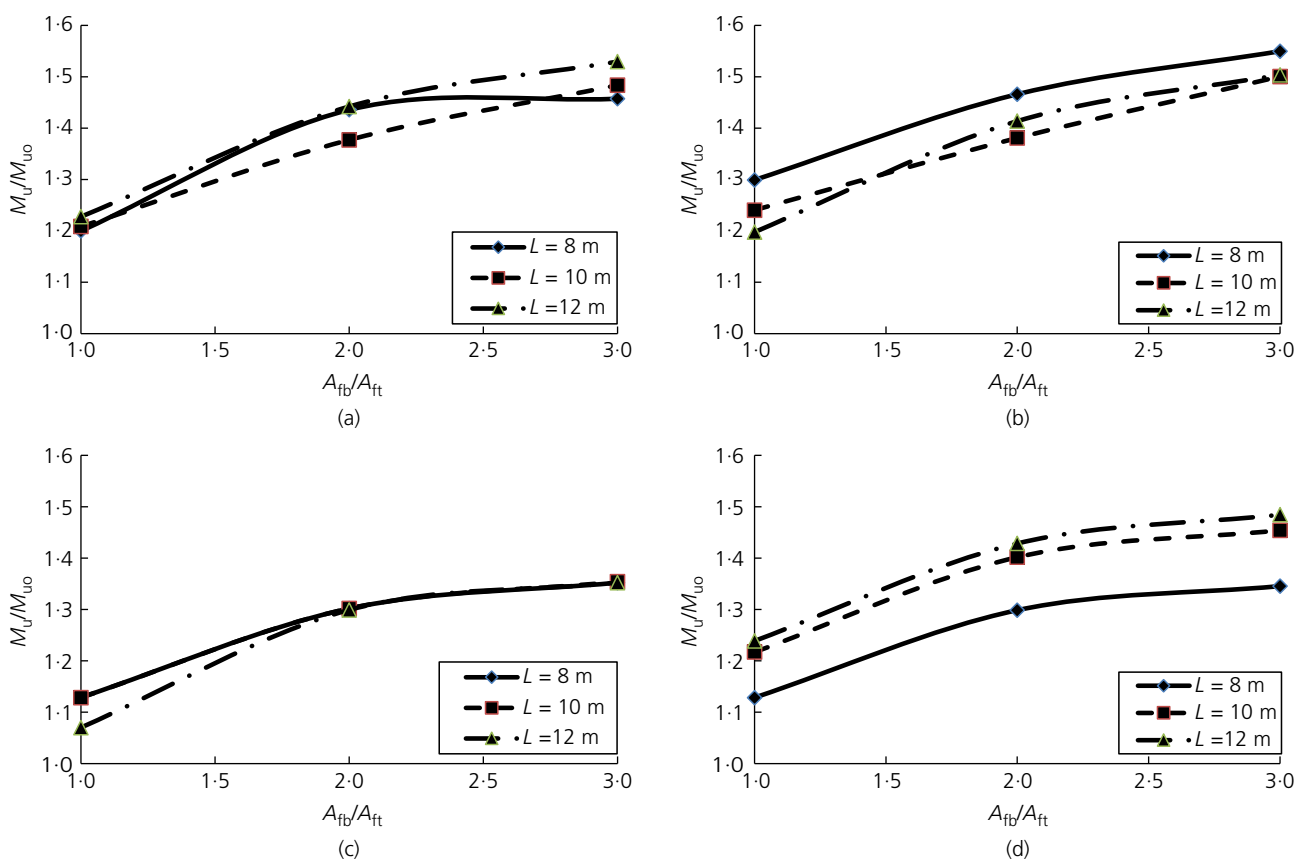 1·6
1·5
1·4
1·3
1·2
1·1
1·0
Mu/Muo
1·0 1·5 2·0 2·5 3·0
Afb/Aft
L = 8 m
L = 10 m
L =12 m
(a)
1·6
1·5
1·4
1·3
1·2
1·1
1·0
Mu/Muo
1·0 1·5 2·0 2·5 3·0
Afb/Aft
L = 8 m
L = 10 m
L =12 m
(b)
1·6
1·5
1·4
1·3
1·2
1·1
1·0
Mu/Muo
1·0 1·5 2·0 2·5 3·0
Afb/Aft
L = 8 m
L = 10 m
L =12 m
(c)
1·6
1·5
1·4
1·3
1·2
1·1
1·0
Mu/Muo
1·0 1·5 2·0 2·5 3·0
Afb/Aft
L = 8 m
L = 10 m
L =12 m
(d)